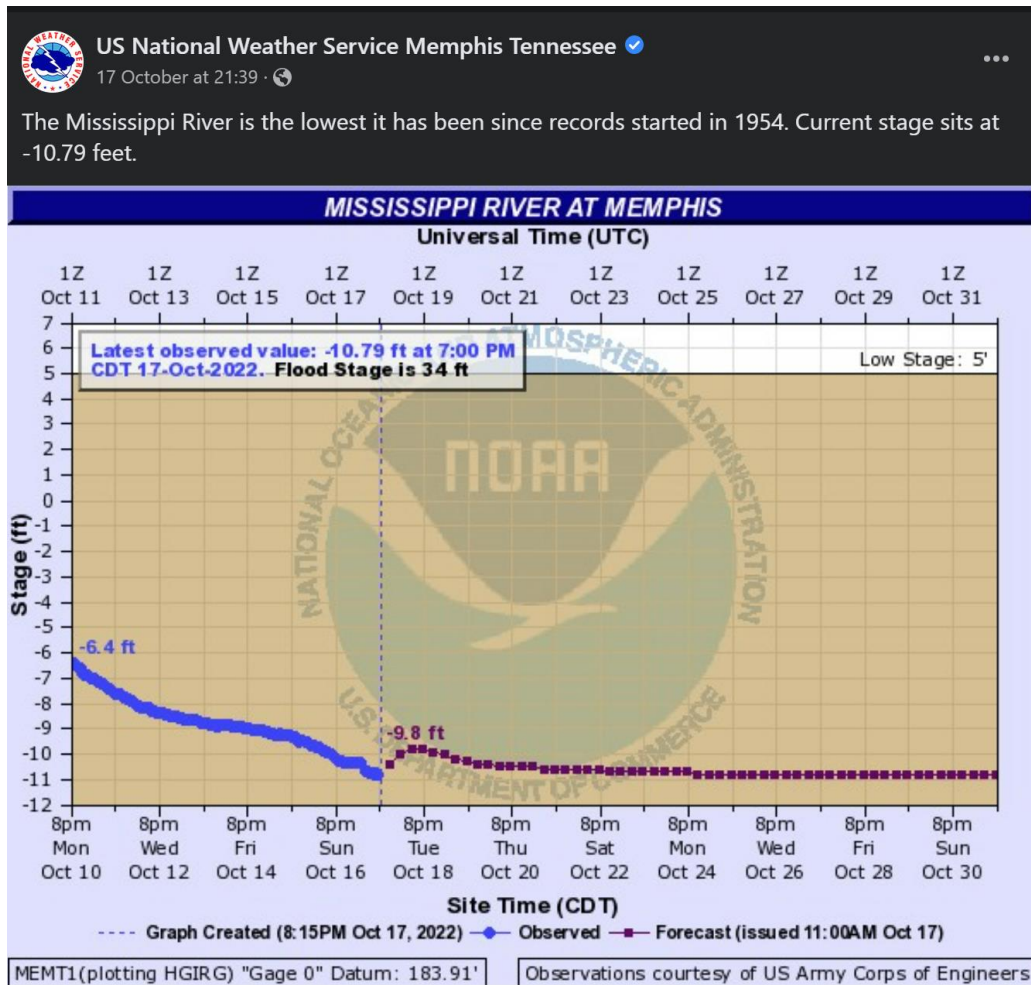 US National Weather Service Memphis Tennessee
17 October at 21:39 ·
The Mississippi River is the lowest it has been since records started in 1954. Current stage sits at
-10.79 feet.
NATIONAL WEATHER SERVICE
MISSISSIPPI RIVER AT MEMPHIS
Universal Time (UTC)
1Z 1Z 1Z 1Z 1Z 1Z 1Z 1Z 1Z 1Z 1Z
Oct 11 Oct 13 Oct 15 Oct 17 Oct 19 Oct 21 Oct 23 Oct 25 Oct 27 Oct 29 Oct 31
Latest observed value: -10.79 ft at 7:00 PM
CDT 17-Oct-2022. Flood Stage is 34 ft
Low Stage: 5'
Stage (ft)
7
6
5
4
3
2
1
0
-1
-2
-3
-4
-5
-6
-7
-8
-9
-10
-11
-12
-6.4 ft
-9.8 ft
NATIONAL OCEANIC AND ATMOSPHERIC ADMINISTRATION
NOAA
U.S. DEPARTMENT OF COMMERCE
8pm 8pm 8pm 8pm 8pm 8pm 8pm 8pm 8pm 8pm 8pm
Mon Wed Fri Sun Tue Thu Sat Mon Wed Fri Sun
Oct 10 Oct 12 Oct 14 Oct 16 Oct 18 Oct 20 Oct 22 Oct 24 Oct 26 Oct 28 Oct 30
Site Time (CDT)
Graph Created (8:15PM Oct 17, 2022) Observed Forecast (issued 11:00AM Oct 17)
MEMT1(plotting HGIRG) "Gage 0" Datum: 183.91'
Observations courtesy of US Army Corps of Engineers